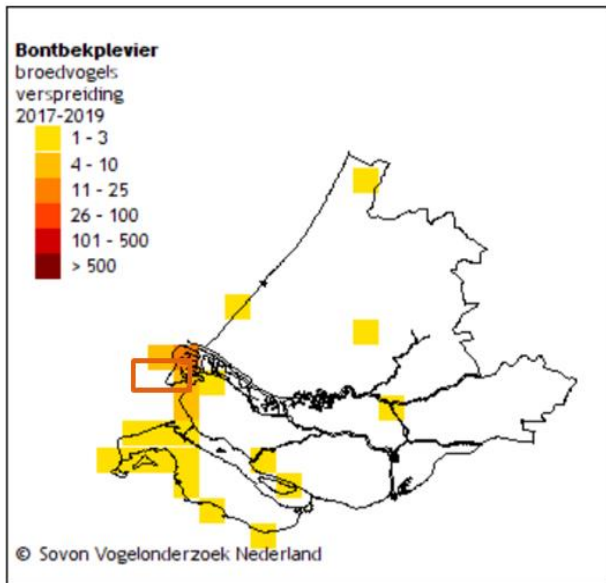 Bontbekplevier
broedvogels
verspreiding
2017-2019
1 - 3
4 - 10
11 - 25
26 - 100
101 - 500
> 500
© Sovon Vogelonderzoek Nederland